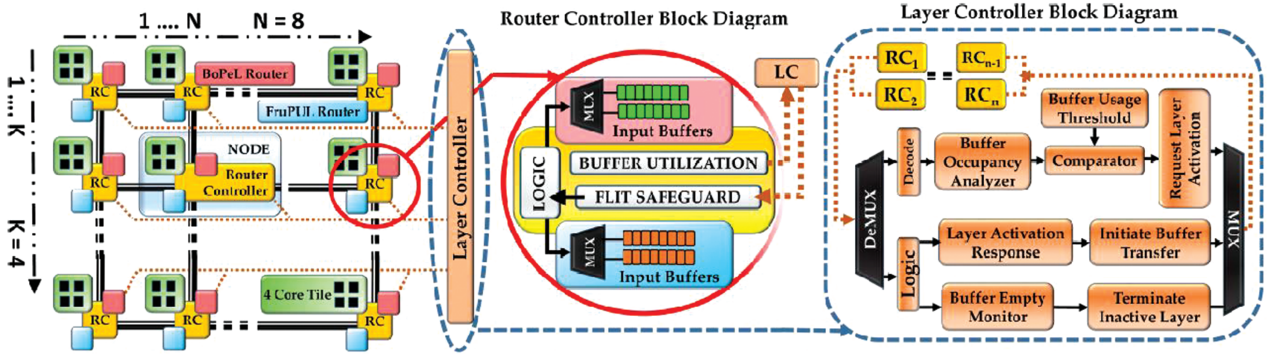 1 .... N N = 8
1 .... K
K = 4
RC
RC
RC
BoPeL Router
FruPUL Router
NODE
RC
Router
Controller
RC
4 Core Tile
RC
RC
RC
Layer Controller
Router Controller Block Diagram
LC
MUX
Input Buffers
LOGIC
BUFFER UTILIZATION
FLIT SAFEGUARD
MUX
Input Buffers
Layer Controller Block Diagram
RC1
RCn-1
RC2
RCn
DeMUX
Decode
Buffer
Occupancy
Analyzer
Buffer Usage
Threshold
Comparator
Request Layer
Activation
Logic
Layer Activation
Response
Initiate Buffer
Transfer
Buffer Empty
Monitor
Terminate
Inactive Layer
MUX